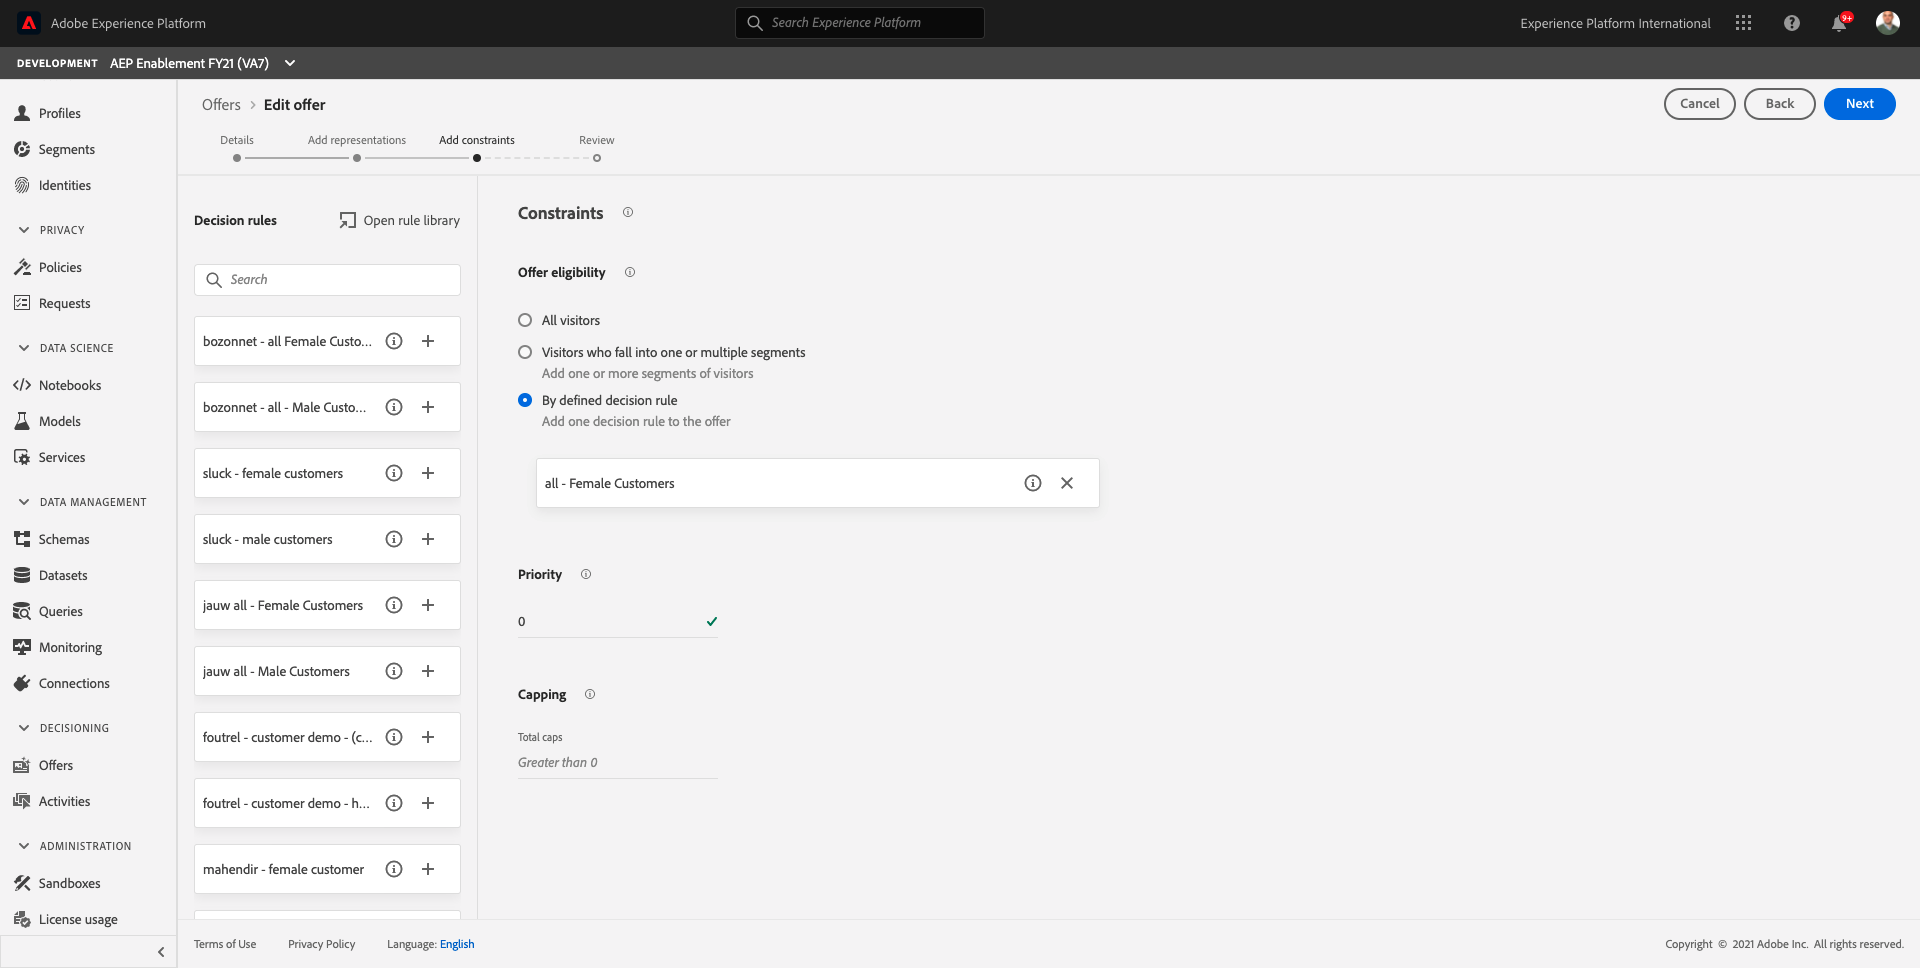 Adobe Experience Platform
Search Experience Platform
Experience Platform International
9+
DEVELOPMENT AEP Enablement FY21 (VA7)
Profiles
Segments
Identities
PRIVACY
Policies
Requests
DATA SCIENCE
Notebooks
Models
Services
DATA MANAGEMENT
Schemas
Datasets
Queries
Monitoring
Connections
DECISIONING
Offers
Activities
ADMINISTRATION
Sandboxes
License usage
Offers > Edit offer
Cancel
Back
Next
Details
Add representations
Add constraints
Review
Decision rules
Open rule library
Search
bozonnet - all Female Custo...
bozonnet - all - Male Custo...
sluck - female customers
sluck - male customers
jauw all - Female Customers
jauw all - Male Customers
foutrel - customer demo - (c...
foutrel - customer demo - h...
mahendir - female customer
Constraints
Offer eligibility
All visitors
Visitors who fall into one or multiple segments
Add one or more segments of visitors
By defined decision rule
Add one decision rule to the offer
all - Female Customers
Priority
0
Capping
Total caps
Greater than 0
Terms of Use
Privacy Policy
Language: English
Copyright © 2021 Adobe Inc. All rights reserved.